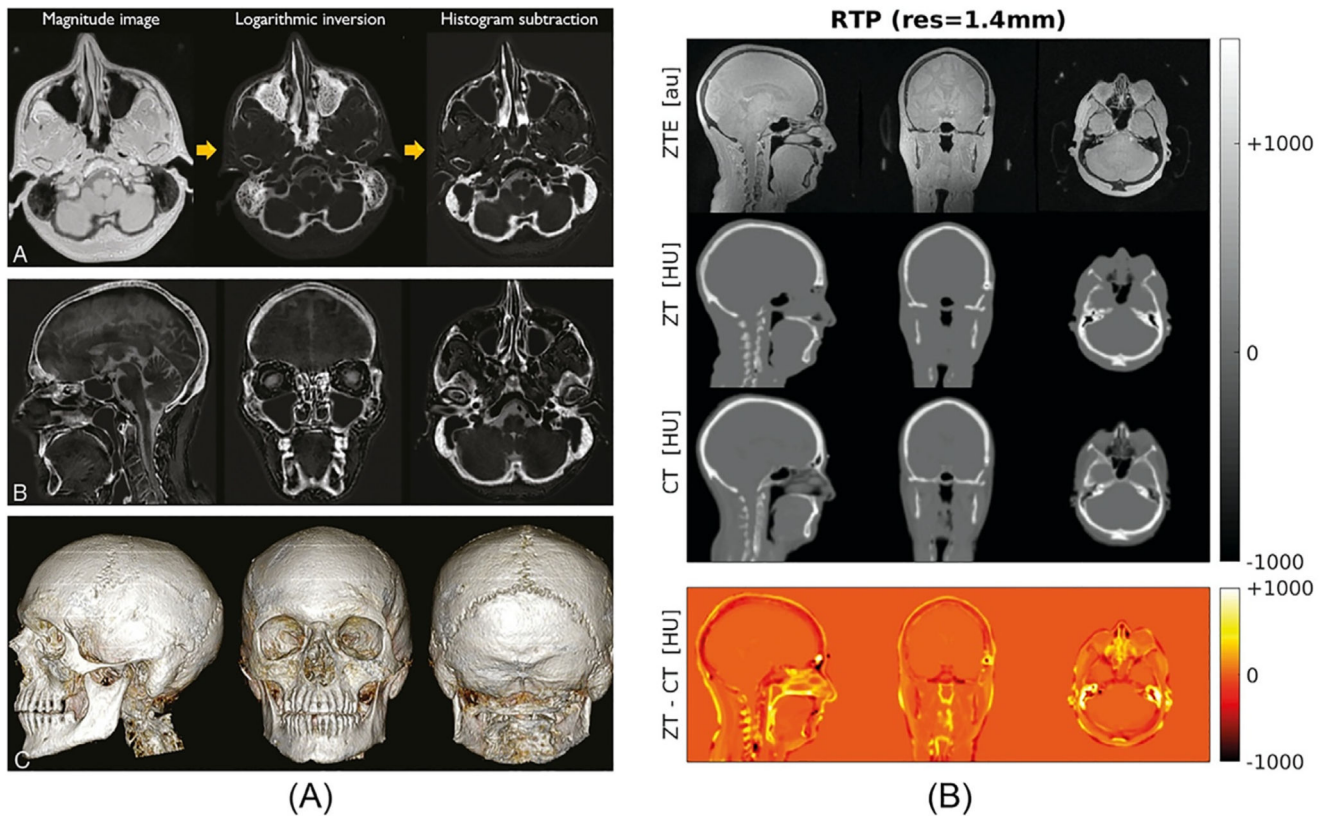 Magnitude image
Logarithmic inversion
Histogram subtraction
A
B
C
(A)
RTP (res=1.4mm)
ZTE [au]
ZT [HU]
CT [HU]
+1000
0
-1000
ZT - CT [HU]
+1000
0
-1000
(B)